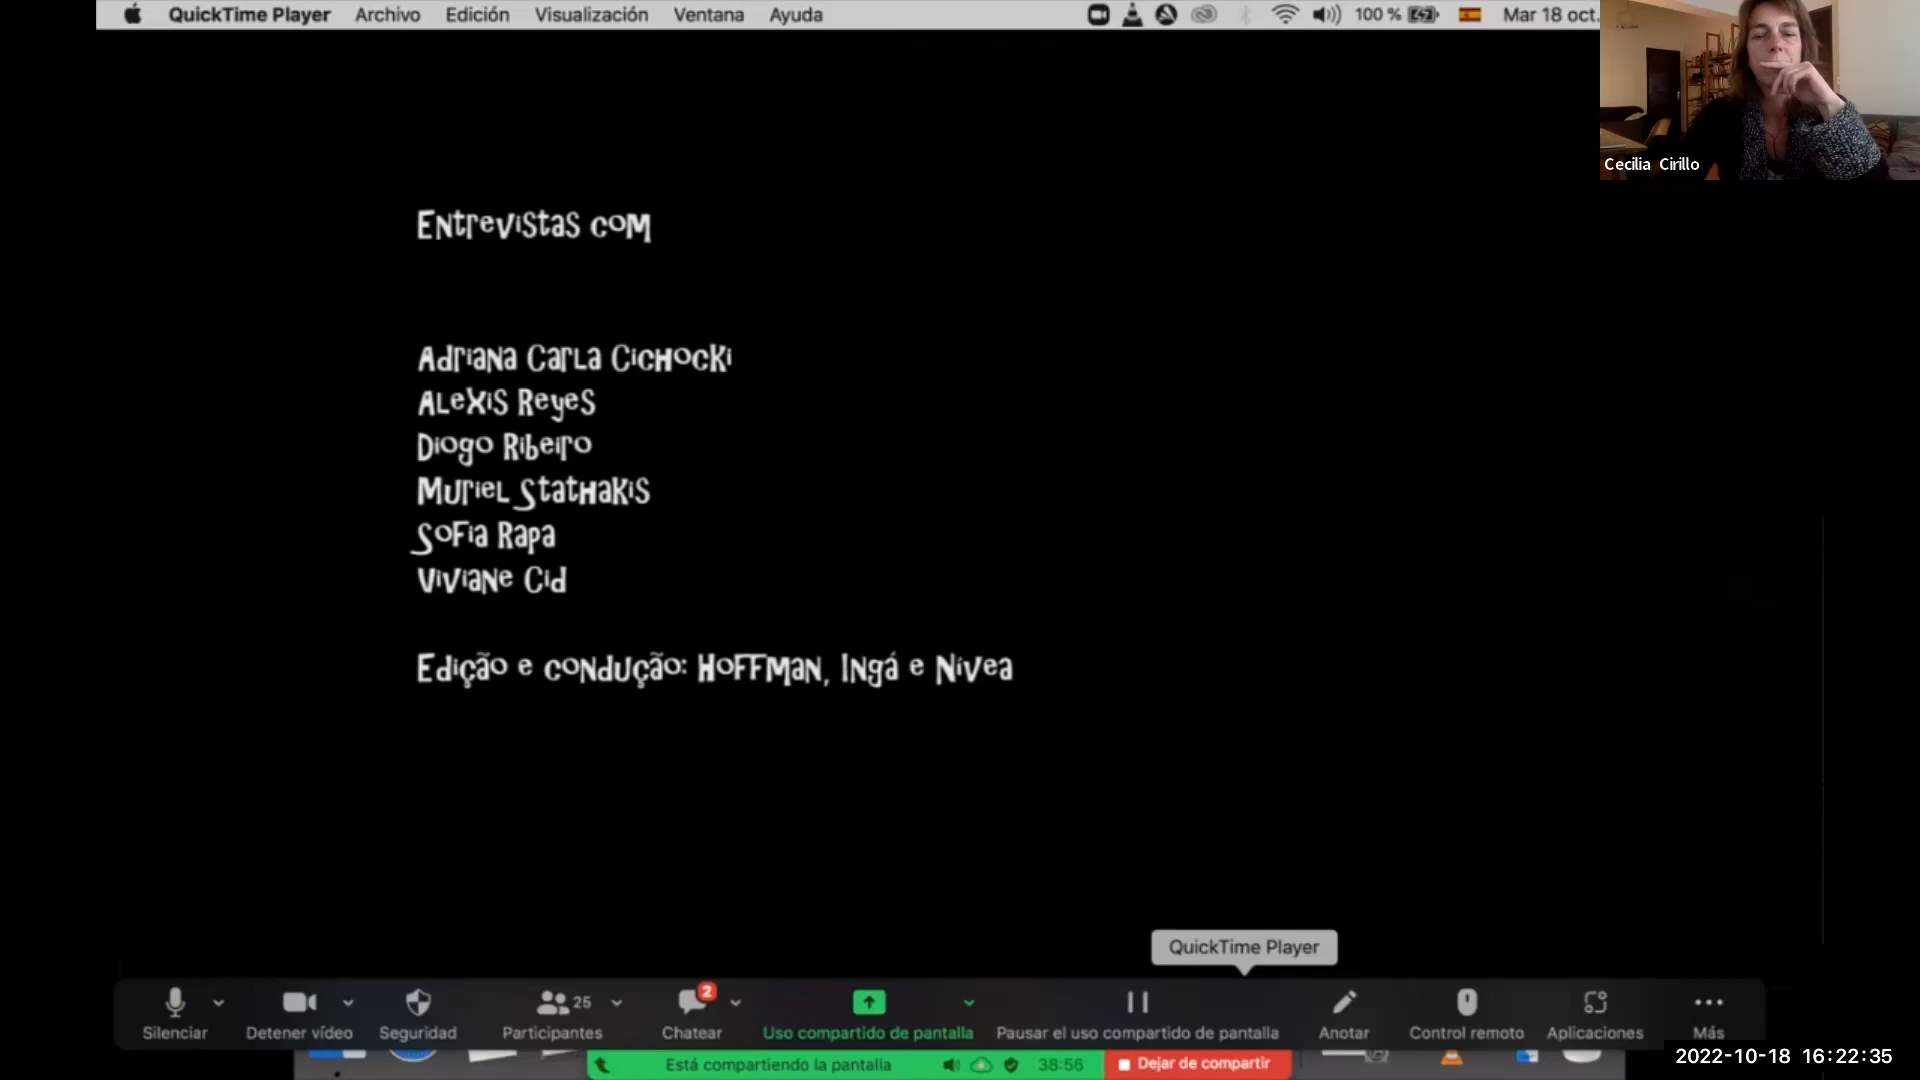 QuickTime Player Archivo Edición Visualización Ventana Ayuda 100 % Mar 18 oct.
Cecilia Cirillo
Entrevistas com
Adriana Carla Cichocki
Alexis Reyes
Diogo Ribeiro
Muriel Stathakis
Sofia Rapa
Viviane Cid
Edição e condução: Hoffman, Ingá e Nívea
QuickTime Player
25 2
Silenciar Detener vídeo Seguridad Participantes Chatear Uso compartido de pantalla Pausar el uso compartido de pantalla Anotar Control remoto Aplicaciones Más
Está compartiendo la pantalla 38:56 Dejar de compartir
2022-10-18 16:22:35